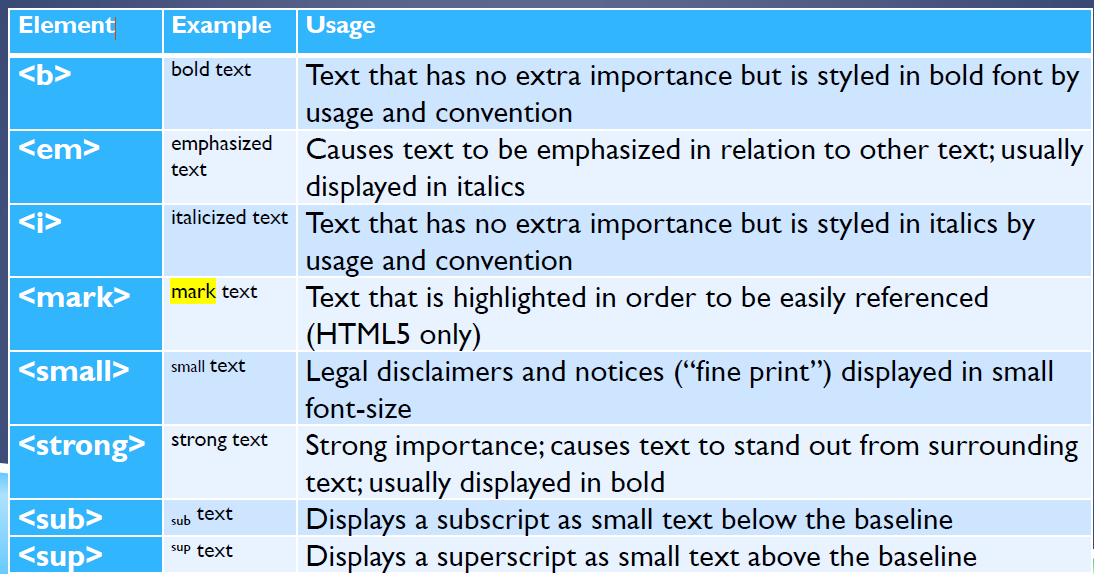 Element Example Usage
<b> bold text Text that has no extra importance but is styled in bold font by
usage and convention
<em> emphasized Causes text to be emphasized in relation to other text; usually
text displayed in italics
<i> italicized text Text that has no extra importance but is styled in italics by
usage and convention
<mark> mark text Text that is highlighted in order to be easily referenced
(HTML5 only)
<small> small text Legal disclaimers and notices (“fine print”) displayed in small
font-size
<strong> strong text Strong importance; causes text to stand out from surrounding
text; usually displayed in bold
<sub> sub text Displays a subscript as small text below the baseline
<sup> sup text Displays a superscript as small text above the baseline